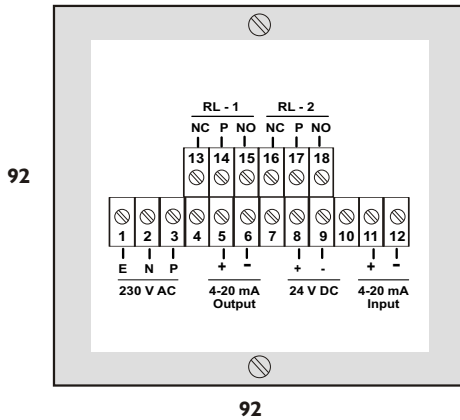 RL - 1 RL - 2
NC P NO NC P NO
13 14 15 16 17 18
92
1 2 3 4 5 6 7 8 9 10 11 12
E N P + − + - + −
230 V AC 4-20 mA Output 24 V DC 4-20 mA Input
92